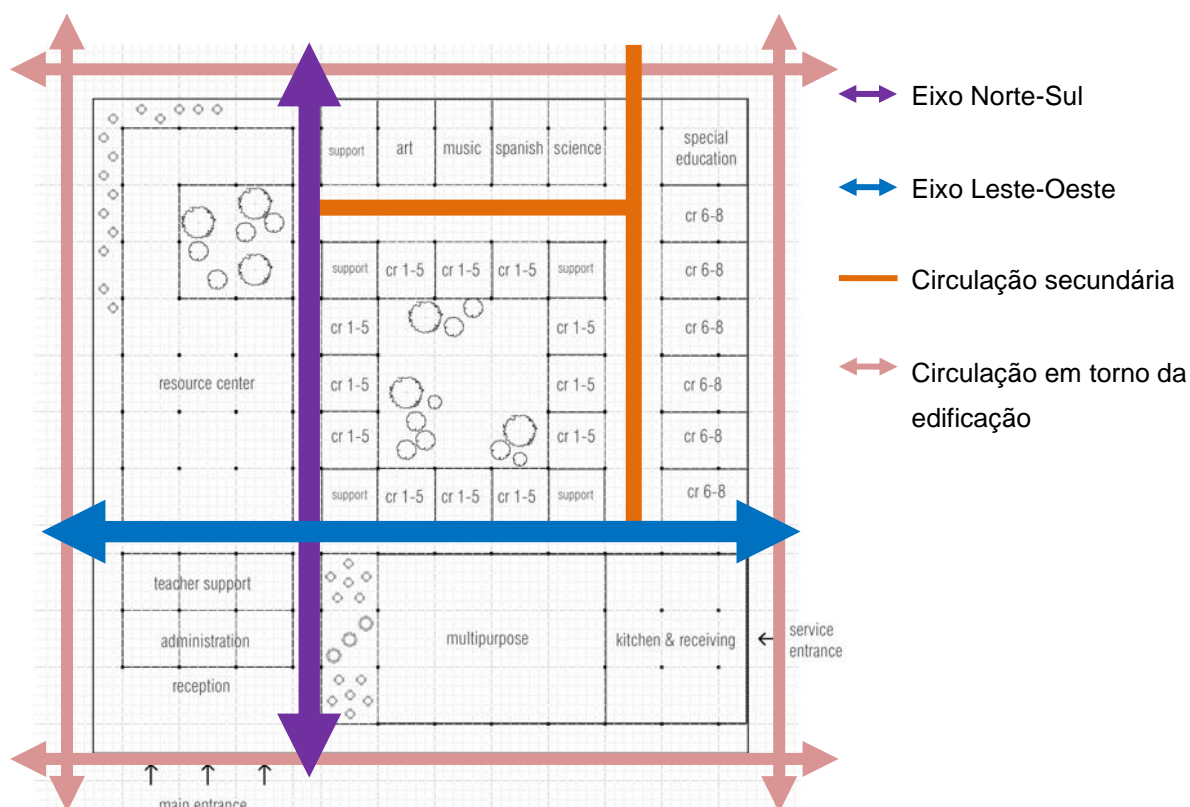 support
art
music
spanish
science
special
education
cr 6-8
support
cr 1-5
cr 1-5
cr 1-5
support
cr 6-8
cr 1-5
cr 1-5
cr 6-8
resource center
cr 1-5
cr 1-5
cr 6-8
cr 1-5
cr 1-5
cr 6-8
support
cr 1-5
cr 1-5
cr 1-5
support
cr 6-8
teacher support
administration
reception
multipurpose
kitchen & receiving
service
entrance
main entrance
Eixo Norte-Sul
Eixo Leste-Oeste
Circulação secundária
Circulação em torno da
edificação